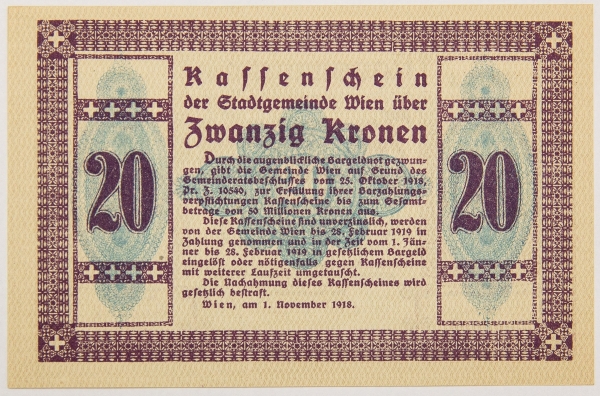 Kassenschein
der Stadtgemeinde Wien über
Zwanzig Kronen
20
20
Durch die augenblickliche Bargeldnot gezwun-
gen, gibt die Gemeinde Wien auf Grund des
Gemeinderatsbeschlusses vom 25. Oktober 1918,
Pr. Z. 10540, zur Erfüllung ihrer Barzahlungs-
verpflichtungen Kassenscheine bis zum Gesamt-
betrage von 50 Millionen Kronen aus.
Diese Kassenscheine sind unverzinslich, werden
von der Gemeinde Wien bis 28. Februar 1919 in
Zahlung genommen und in der Zeit vom 1. Jän-
ner bis 28. Februar 1919 in gesetzlichem Bargeld
eingelöst oder nötigenfalls gegen Kassenscheine
mit weiterer Laufzeit umgetauscht.
Die Nachahmung dieses Kassenscheines wird
gesetzlich bestraft.
Wien, am 1. November 1918.